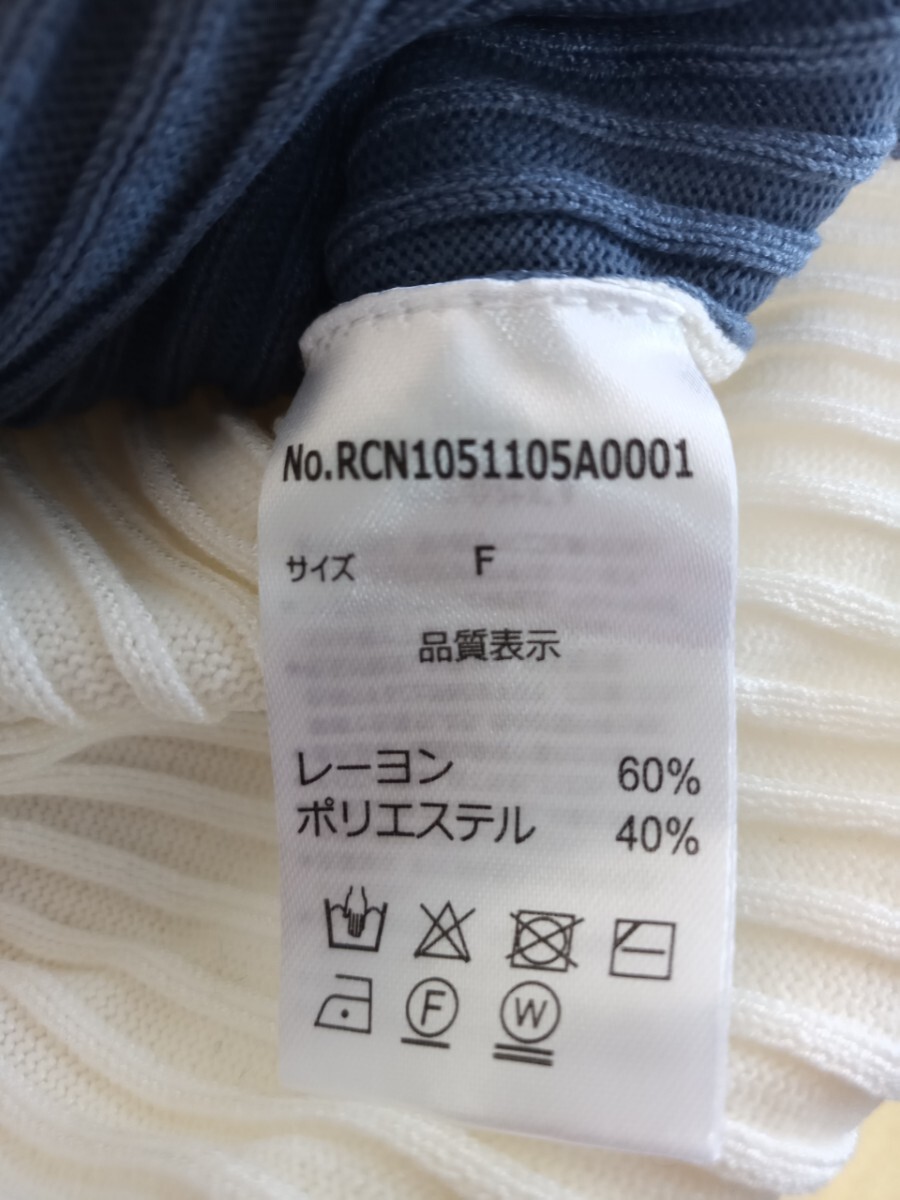 No.RCN1051105A0001
サイズ F
品質表示
レーヨン 60%
ポリエステル 40%
F W